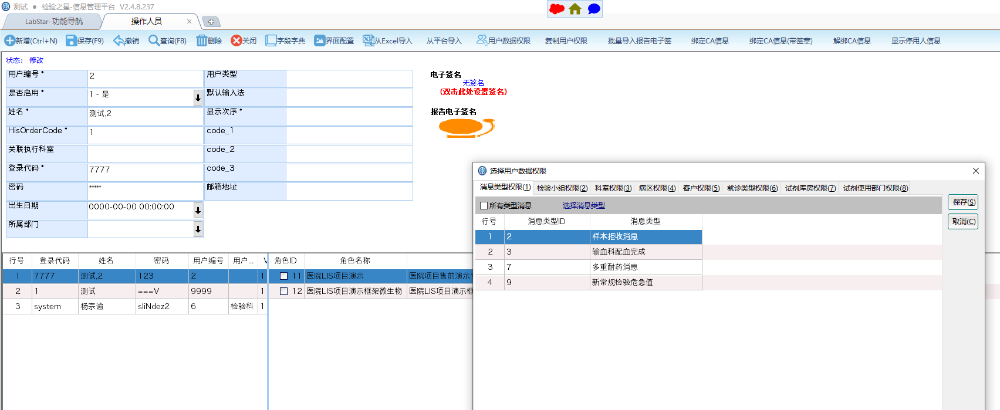 测试 ● 检验之星-信息管理平台 V2.4.8.237
LabStar- 功能导航 操作人员 ×
新增(Ctrl+N) 保存(F9) 撤销 查询(F8) 删除 关闭 字段字典 界面配置 从Excel导入 从平台导入 用户数据权限 复制用户权限 批量导入报告电子签 绑定CA信息 绑定CA信息(带签章) 解绑CA信息 显示停用人信息
状态： 修改
用户编号 * 2 用户类型
是否启用 * 1 - 是 默认输入法
姓名 * 测试,2 显示次序 *
HisOrderCode * 1 code_1
关联执行科室 code_2
登录代码 * 7777 code_3
密码 ***** 邮箱地址
出生日期 0000-00-00 00:00:00
所属部门
电子签名
无签名
(双击此处设置签名)
报告电子签名
行号 登录代码 姓名 密码 用户编号 用户... V
1 7777 测试,2 123 2 1
2 1 测试 ===V 9999 1
3 system 杨宗谕 sliNdez2 6 检验科 1
角色ID 角色名称
11 医院LIS项目演示 医院项目售前演示
12 医院LIS项目演示框架微生物 医院LIS项目演示框
选择用户数据权限
消息类型权限(1) 检验小组权限(2) 科室权限(3) 病区权限(4) 客户权限(5) 就诊类型权限(6) 试剂库房权限(7) 试剂使用部门权限(8)
所有类型消息 选择消息类型
保存(S)
取消(C)
行号 消息类型ID 消息类型
1 2 样本拒收消息
2 3 输血科配血完成
3 7 多重耐药消息
4 9 新常规检验危急值